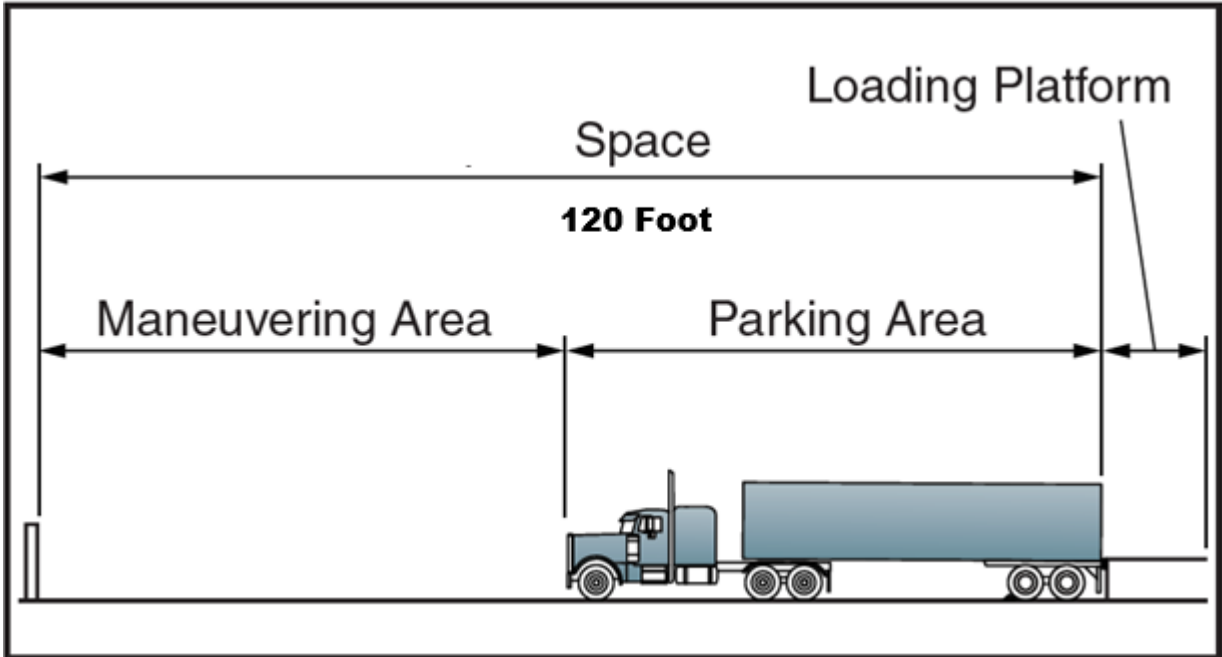 Loading Platform
Space
120 Foot
Maneuvering Area
Parking Area